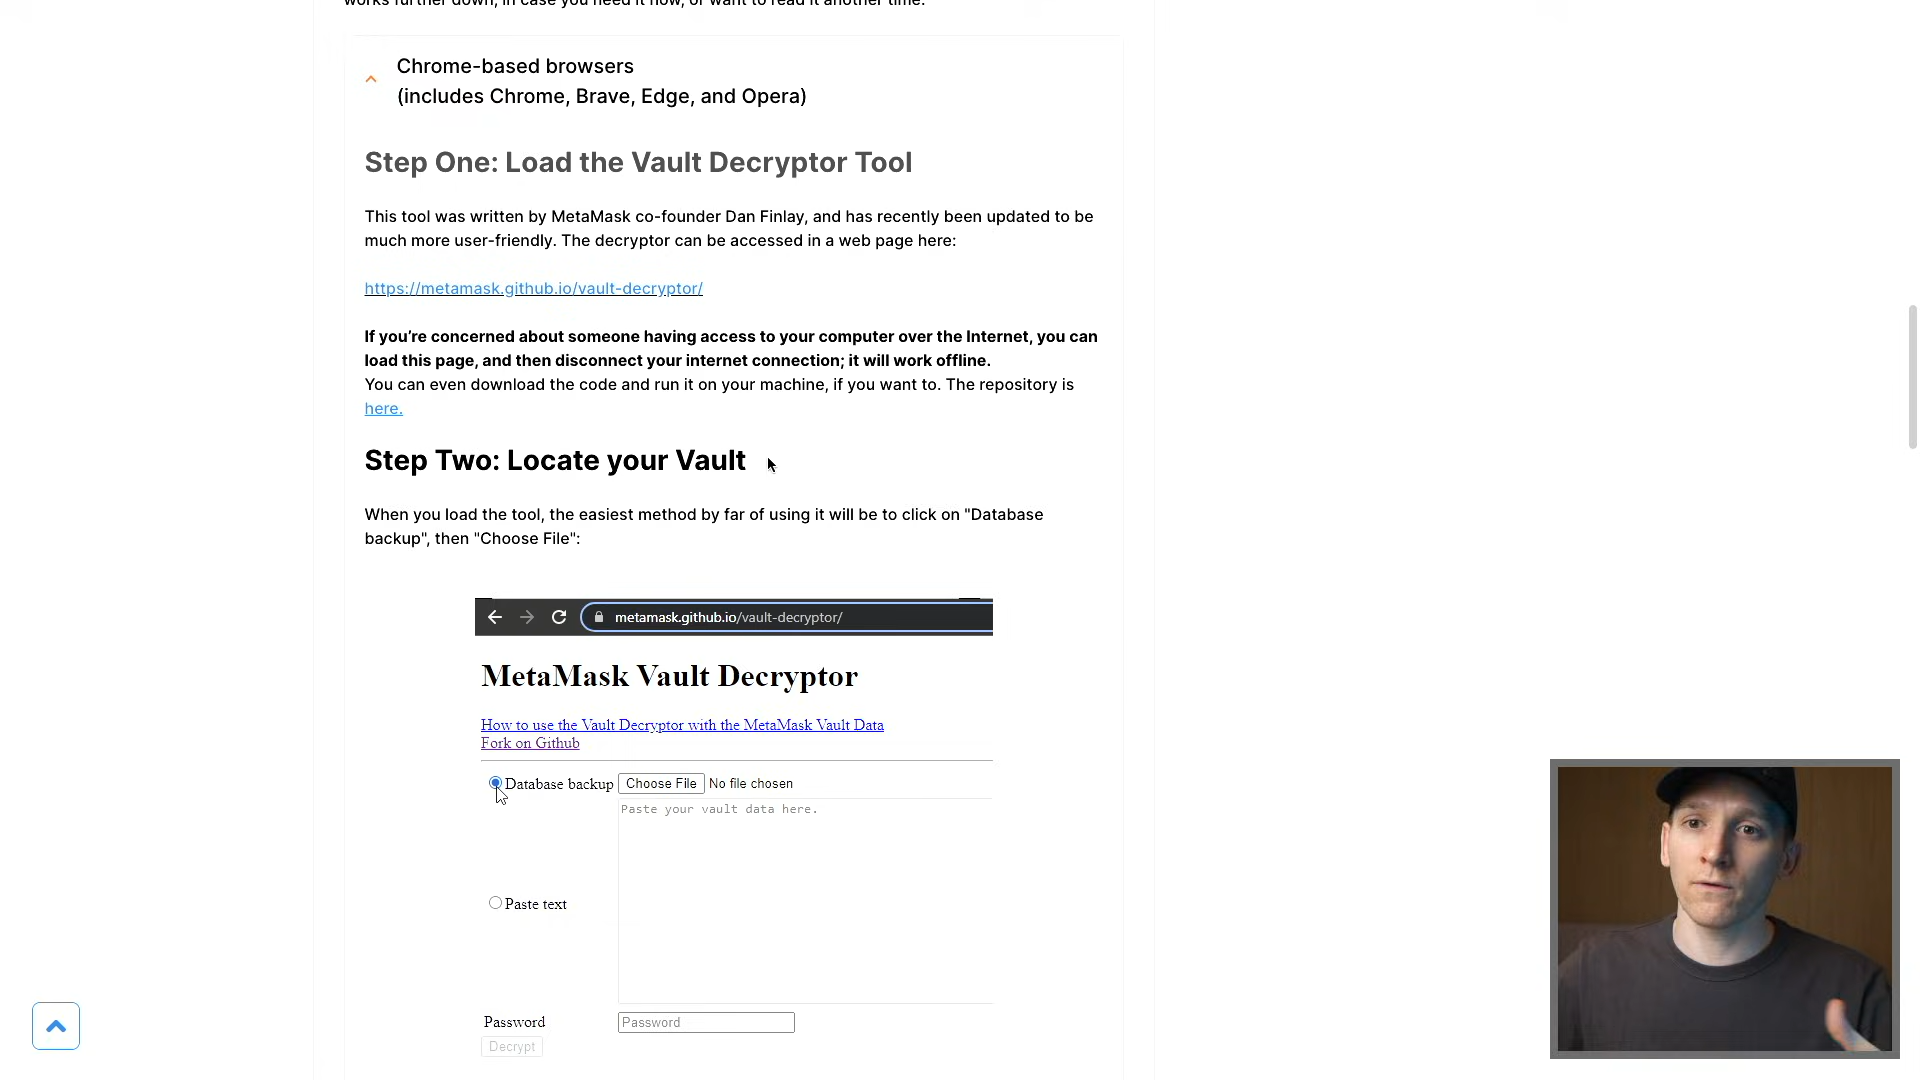 works further down, in case you need it now, or want to read it another time.
Chrome-based browsers
(includes Chrome, Brave, Edge, and Opera)
Step One: Load the Vault Decryptor Tool
This tool was written by MetaMask co-founder Dan Finlay, and has recently been updated to be
much more user-friendly. The decryptor can be accessed in a web page here:
https://metamask.github.io/vault-decryptor/
If you’re concerned about someone having access to your computer over the Internet, you can
load this page, and then disconnect your internet connection; it will work offline.
You can even download the code and run it on your machine, if you want to. The repository is
here.
Step Two: Locate your Vault
When you load the tool, the easiest method by far of using it will be to click on "Database
backup", then "Choose File":
metamask.github.io/vault-decryptor/
MetaMask Vault Decryptor
How to use the Vault Decryptor with the MetaMask Vault Data
Fork on Github
Database backup Choose File No file chosen
Paste your vault data here.
Paste text
Password Password
Decrypt